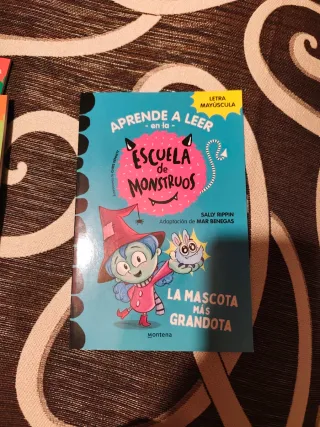 LETRA
MAYÚSCULA
APRENDE A LEER
- en la -
ESCUELA
de
MONSTRUOS
SALLY RIPPIN
Adaptación de MAR BENEGAS
LA MASCOTA
MÁS
GRANDOTA
montena